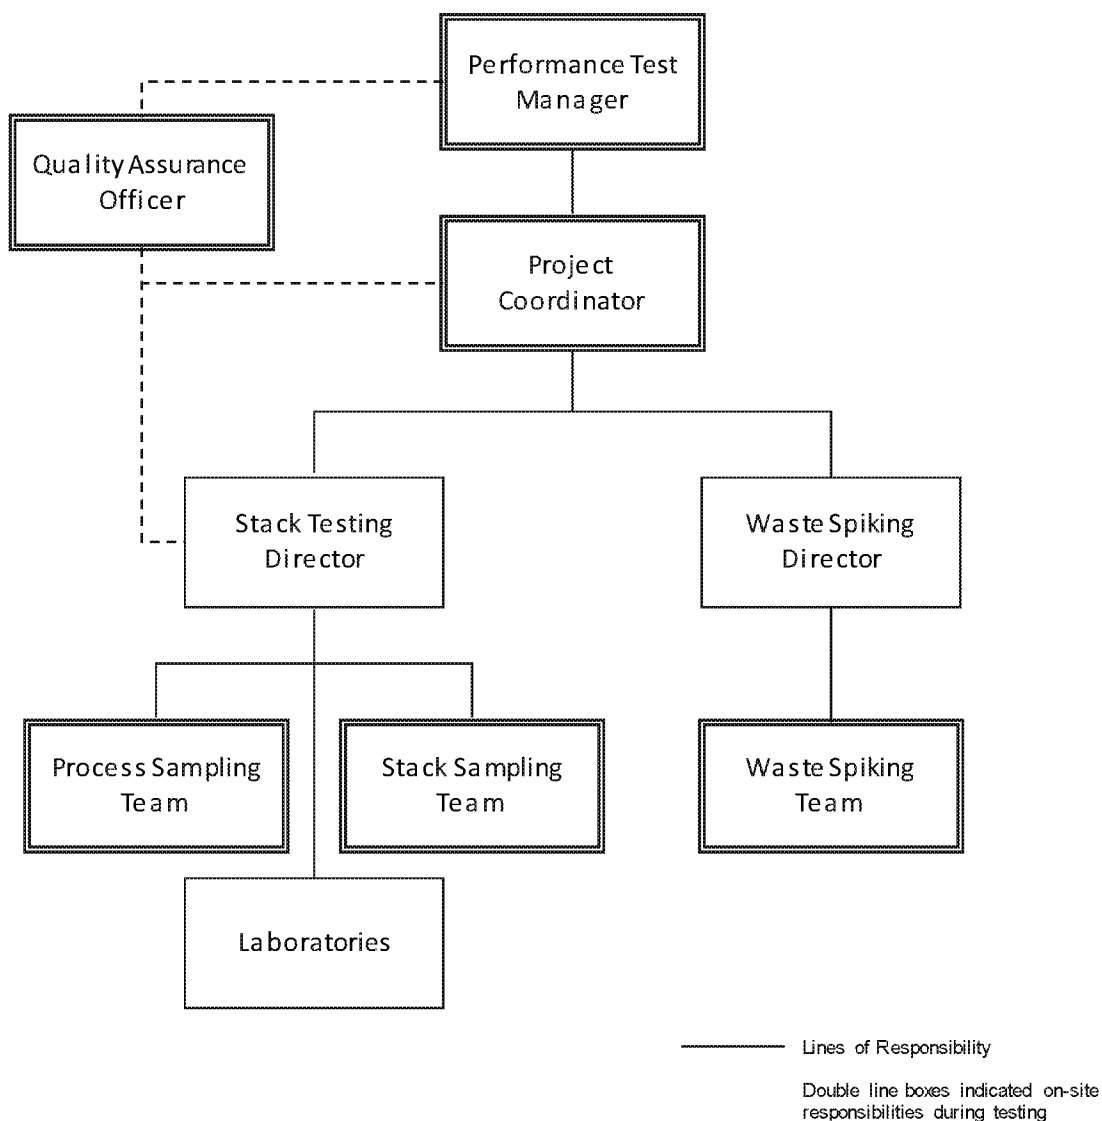 Performance Test
Manager
Quality Assurance
Officer
Project
Coordinator
Stack Testing
Director
Waste Spiking
Director
Process Sampling
Team
Stack Sampling
Team
Waste Spiking
Team
Laboratories
Lines of Responsibility
Double line boxes indicated on-site
responsibilities during testing